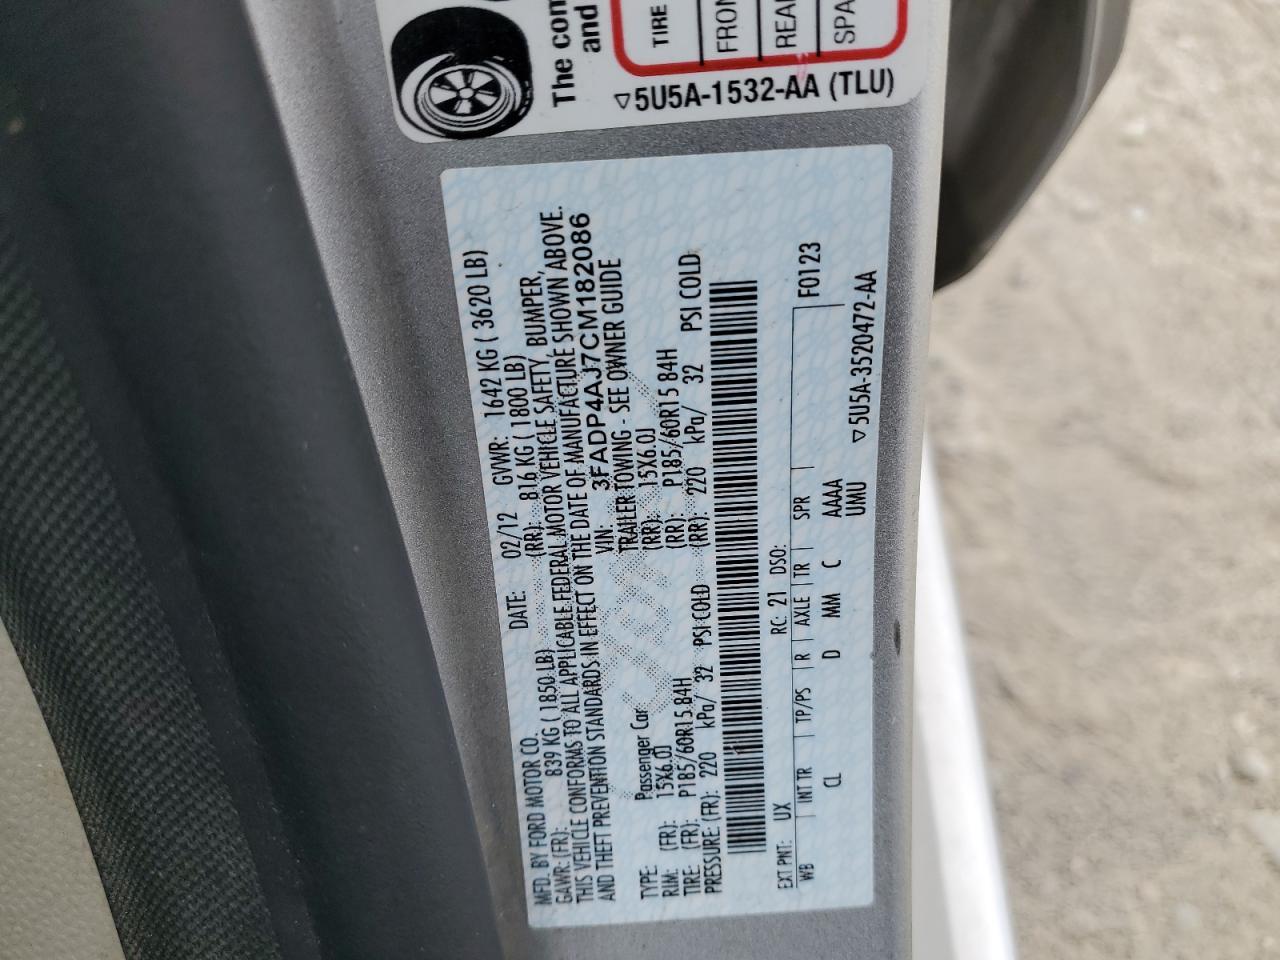 The com
and
TIRE
FRON
REAR
SPA
▽5U5A-1532-AA (TLU)
MFD. BY FORD MOTOR CO. DATE: 02/12 GVWR: 1642 KG ( 3620 LB)
GAWR: (FR): 839 KG ( 1850 LB) (RR): 816 KG ( 1800 LB)
THIS VEHICLE CONFORMS TO ALL APPLICABLE FEDERAL MOTOR VEHICLE SAFETY, BUMPER,
AND THEFT PREVENTION STANDARDS IN EFFECT ON THE DATE OF MANUFACTURE SHOWN ABOVE.
VIN: 3FADP4AJ7CM182086
TYPE: Passenger Car TRAILER TOWING - SEE OWNER GUIDE
RIM: (FR): 15X6.0J (RR): 15X6.0J
TIRE: (FR): P185/60R15 84H (RR): P185/60R15 84H
PRESSURE: (FR): 220 kPa/ 32 PSI COLD (RR): 220 kPa/ 32 PSI COLD
EXT PNT: UX RC: 21 DSO: F0123
WB INT TR TP/PS R AXLE TR SPR
CL D MM C AAAA
UMU
▽5U5A-3520472-AA